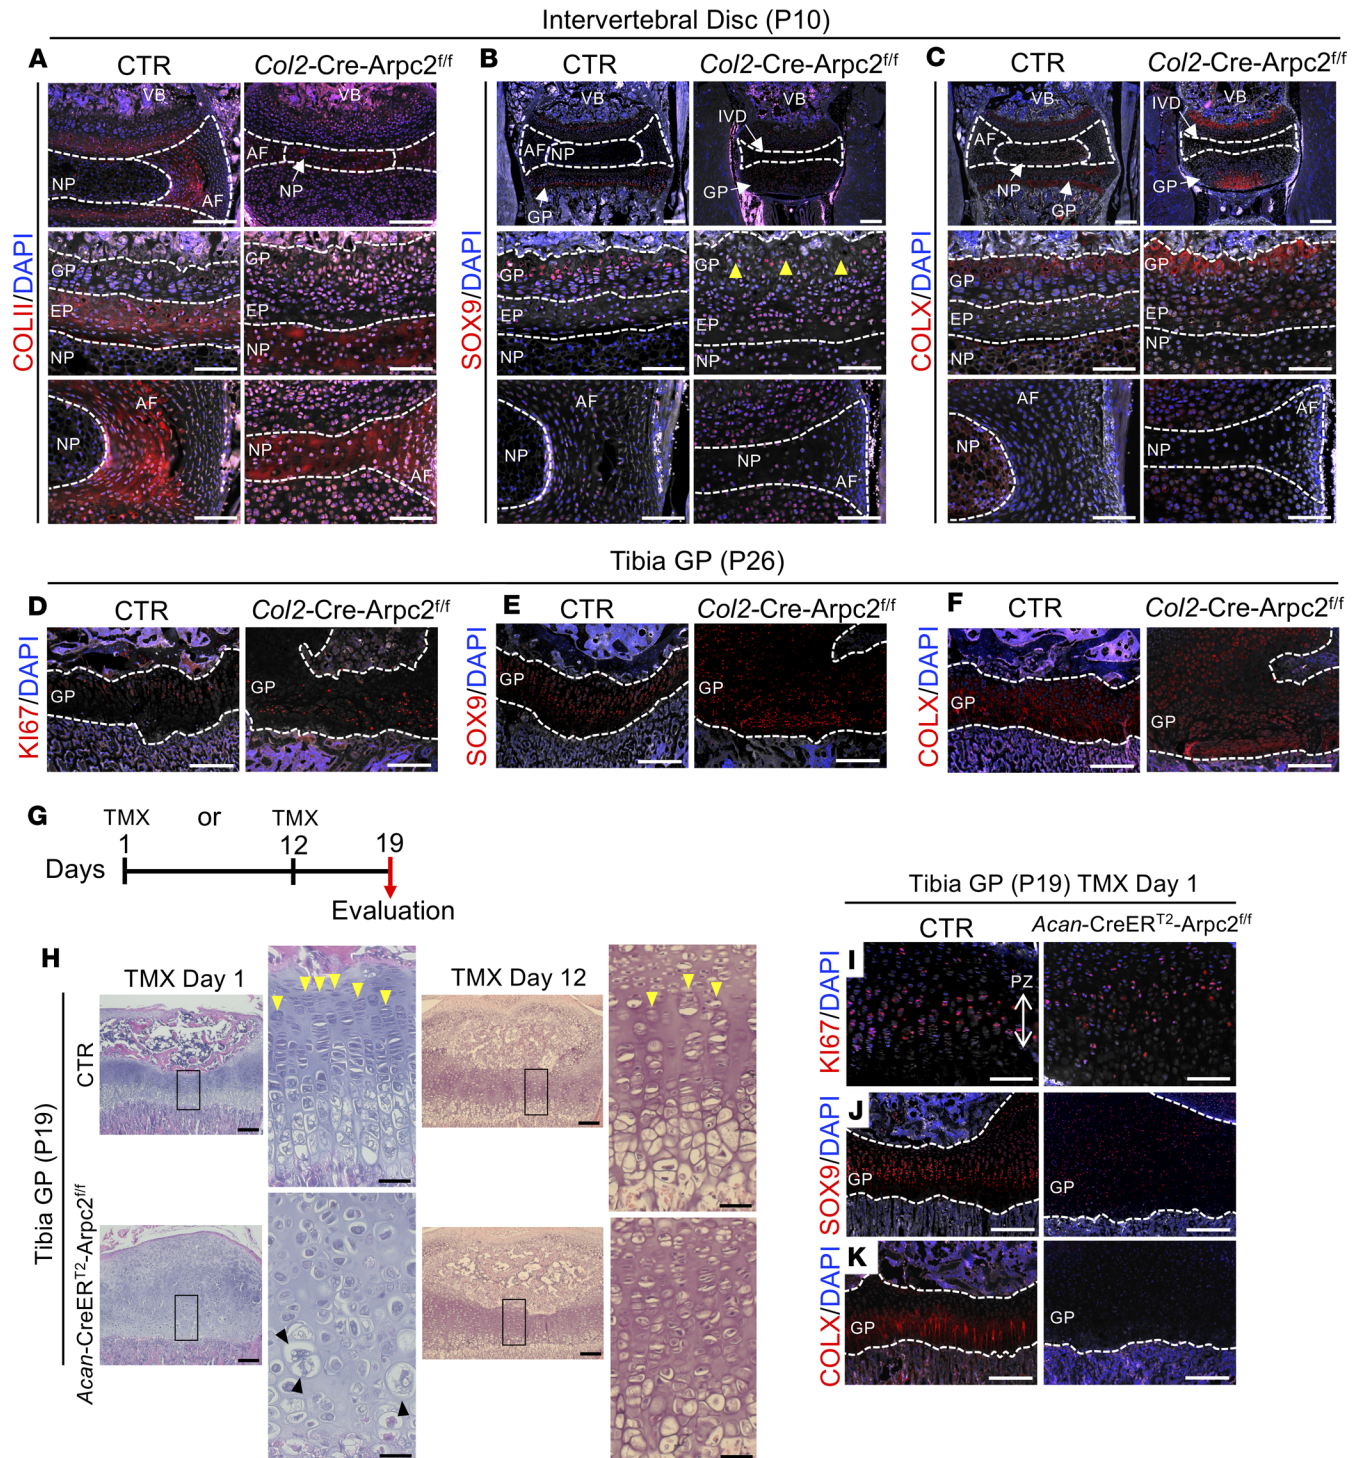 Intervertebral Disc (P10)
A
CTR
Col2-Cre-Arpc2f/f
B
CTR
Col2-Cre-Arpc2f/f
C
CTR
Col2-Cre-Arpc2f/f
COLII/DAPI
VB
NP
AF
VB
AF
NP
GP
EP
NP
GP
EP
NP
AF
NP
NP
AF
SOX9/DAPI
VB
AF
NP
GP
VB
IVD
GP
GP
EP
NP
GP
EP
NP
AF
NP
NP
AF
COLX/DAPI
VB
AF
NP
GP
IVD
VB
GP
GP
EP
NP
GP
EP
NP
AF
NP
AF
NP
Tibia GP (P26)
D
CTR
Col2-Cre-Arpc2f/f
E
CTR
Col2-Cre-Arpc2f/f
F
CTR
Col2-Cre-Arpc2f/f
KI67/DAPI
GP
GP
SOX9/DAPI
GP
GP
COLX/DAPI
GP
GP
G
TMX or TMX
1 12 19
Days
Evaluation
H
TMX Day 1
TMX Day 12
Tibia GP (P19)
CTR
Acan-CreERT2-Arpc2f/f
Tibia GP (P19) TMX Day 1
CTR
Acan-CreERT2-Arpc2f/f
I
KI67/DAPI
PZ
J
SOX9/DAPI
GP
GP
K
COLX/DAPI
GP
GP